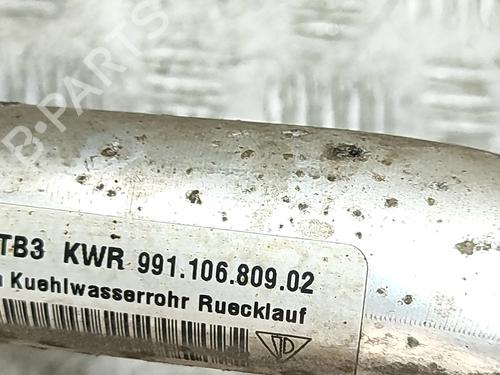 B-PARTS
TB3 KWR 991.106.809.02
Kuehlwasserrohr Ruecklauf